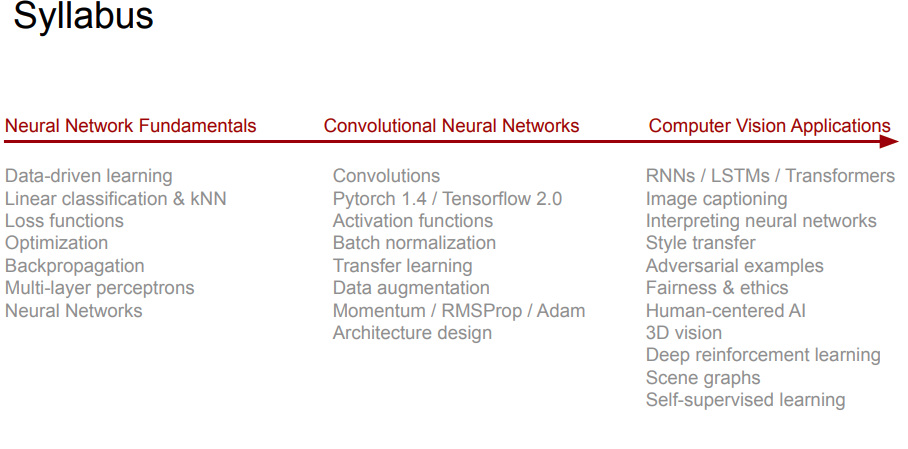 Syllabus
Neural Network Fundamentals
Data-driven learning
Linear classification & kNN
Loss functions
Optimization
Backpropagation
Multi-layer perceptrons
Neural Networks
Convolutional Neural Networks
Convolutions
Pytorch 1.4 / Tensorflow 2.0
Activation functions
Batch normalization
Transfer learning
Data augmentation
Momentum / RMSProp / Adam
Architecture design
Computer Vision Applications
RNNs / LSTMs / Transformers
Image captioning
Interpreting neural networks
Style transfer
Adversarial examples
Fairness & ethics
Human-centered AI
3D vision
Deep reinforcement learning
Scene graphs
Self-supervised learning